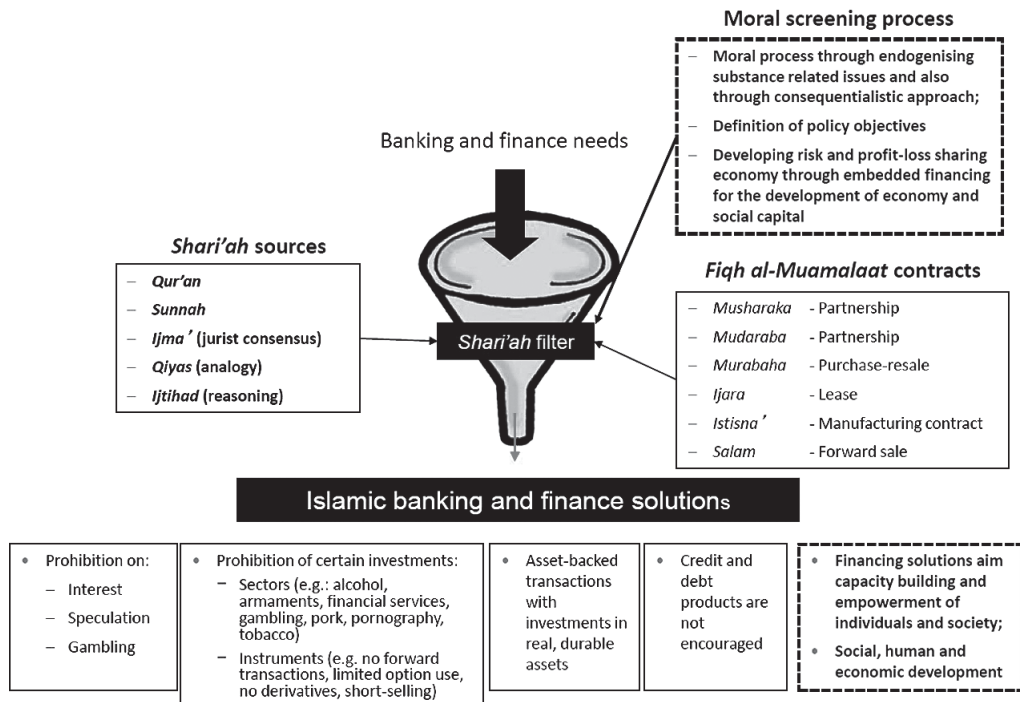 Moral screening process
– Moral process through endogenising
substance related issues and also
through consequentialistic approach;
– Definition of policy objectives
– Developing risk and profit-loss sharing
economy through embedded financing
for the development of economy and
social capital
Banking and finance needs
Shari’ah sources
– Qur’an
– Sunnah
– Ijma’ (jurist consensus)
– Qiyas (analogy)
– Ijtihad (reasoning)
Shari’ah filter
Fiqh al-Muamalaat contracts
– Musharaka - Partnership
– Mudaraba - Partnership
– Murabaha - Purchase-resale
– Ijara - Lease
– Istisna’ - Manufacturing contract
– Salam - Forward sale
Islamic banking and finance solutions
• Prohibition on:
– Interest
– Speculation
– Gambling
• Prohibition of certain investments:
– Sectors (e.g.: alcohol,
armaments, financial services,
gambling, pork, pornography,
tobacco)
– Instruments (e.g. no forward
transactions, limited option use,
no derivatives, short-selling)
• Asset-backed
transactions
with
investments in
real, durable
assets
• Credit and
debt
products are
not
encouraged
• Financing solutions aim
capacity building and
empowerment of
individuals and society;
• Social, human and
economic development